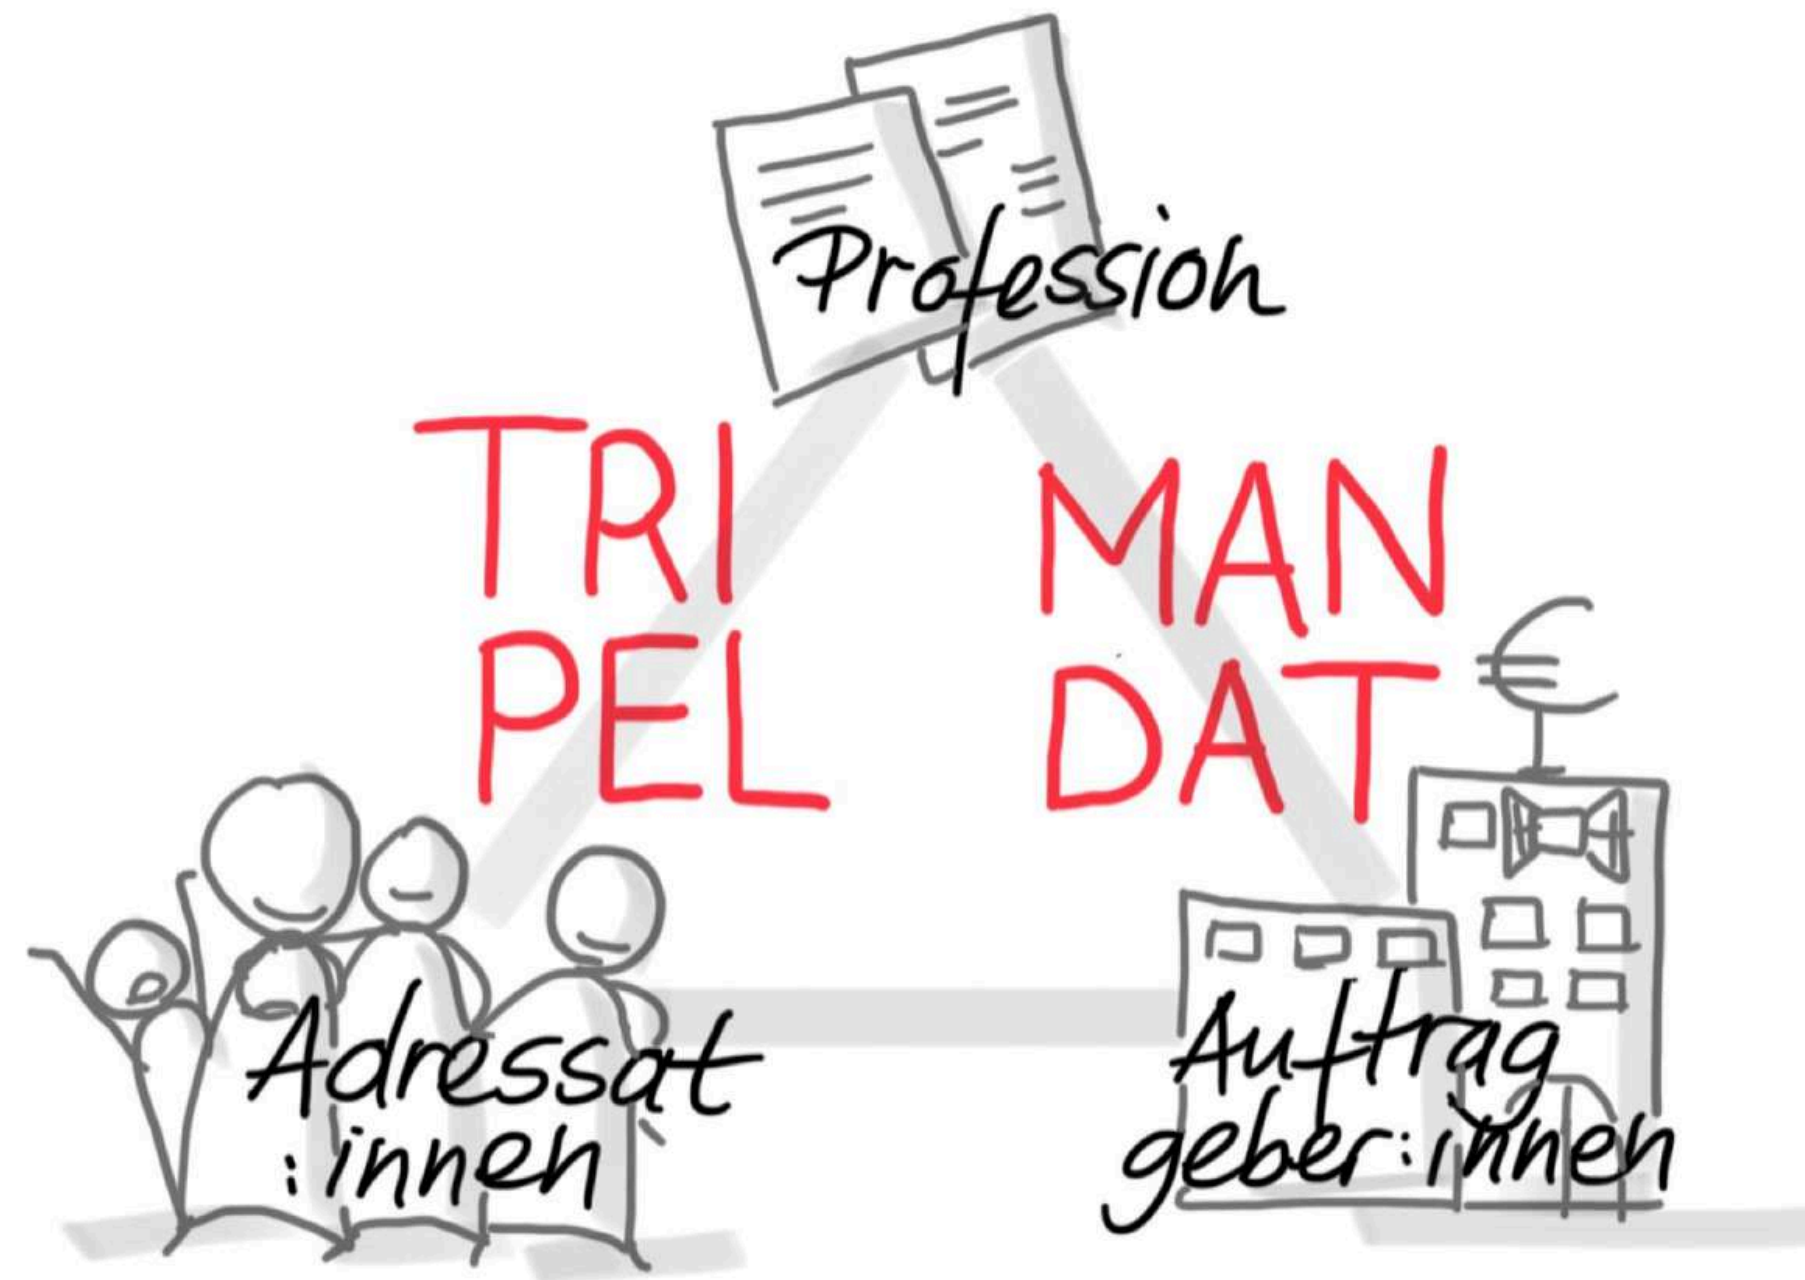 Profession
TRI
PEL
MAN
DAT
€
Adressat
:innen
Auftrag
geber:innen